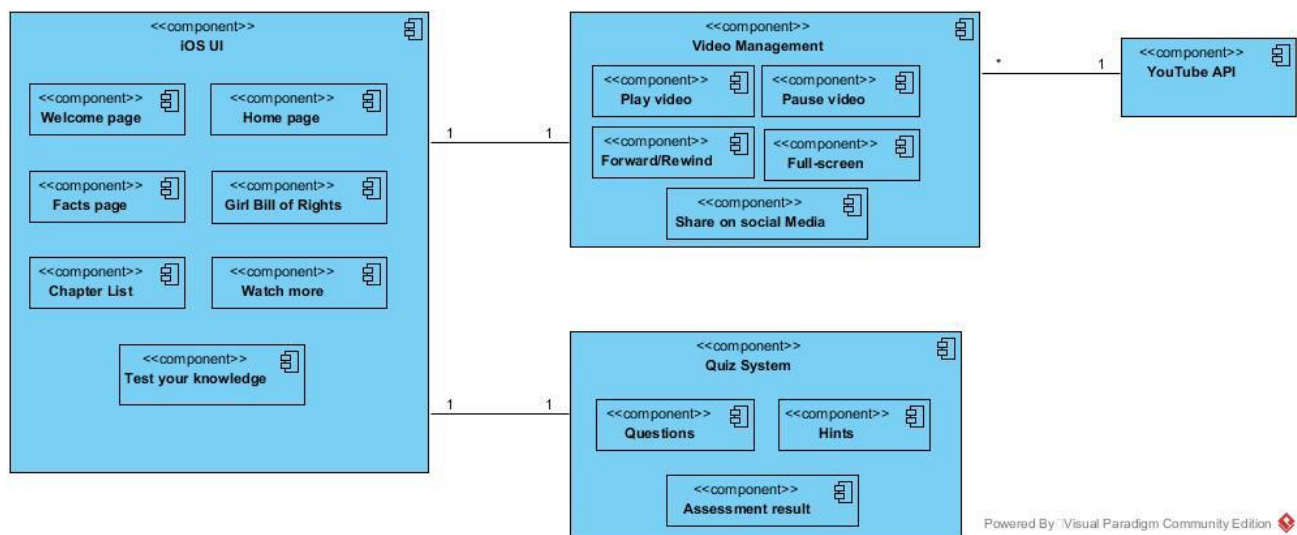 <<component>>
iOS UI
<<component>>
Welcome page
<<component>>
Home page
<<component>>
Facts page
<<component>>
Girl Bill of Rights
<<component>>
Chapter List
<<component>>
Watch more
<<component>>
Test your knowledge
1
1
1
1
<<component>>
Video Management
<<component>>
Play video
<<component>>
Pause video
<<component>>
Forward/Rewind
<<component>>
Full-screen
<<component>>
Share on social Media
*
1
<<component>>
YouTube API
<<component>>
Quiz System
<<component>>
Questions
<<component>>
Hints
<<component>>
Assessment result
Powered By Visual Paradigm Community Edition